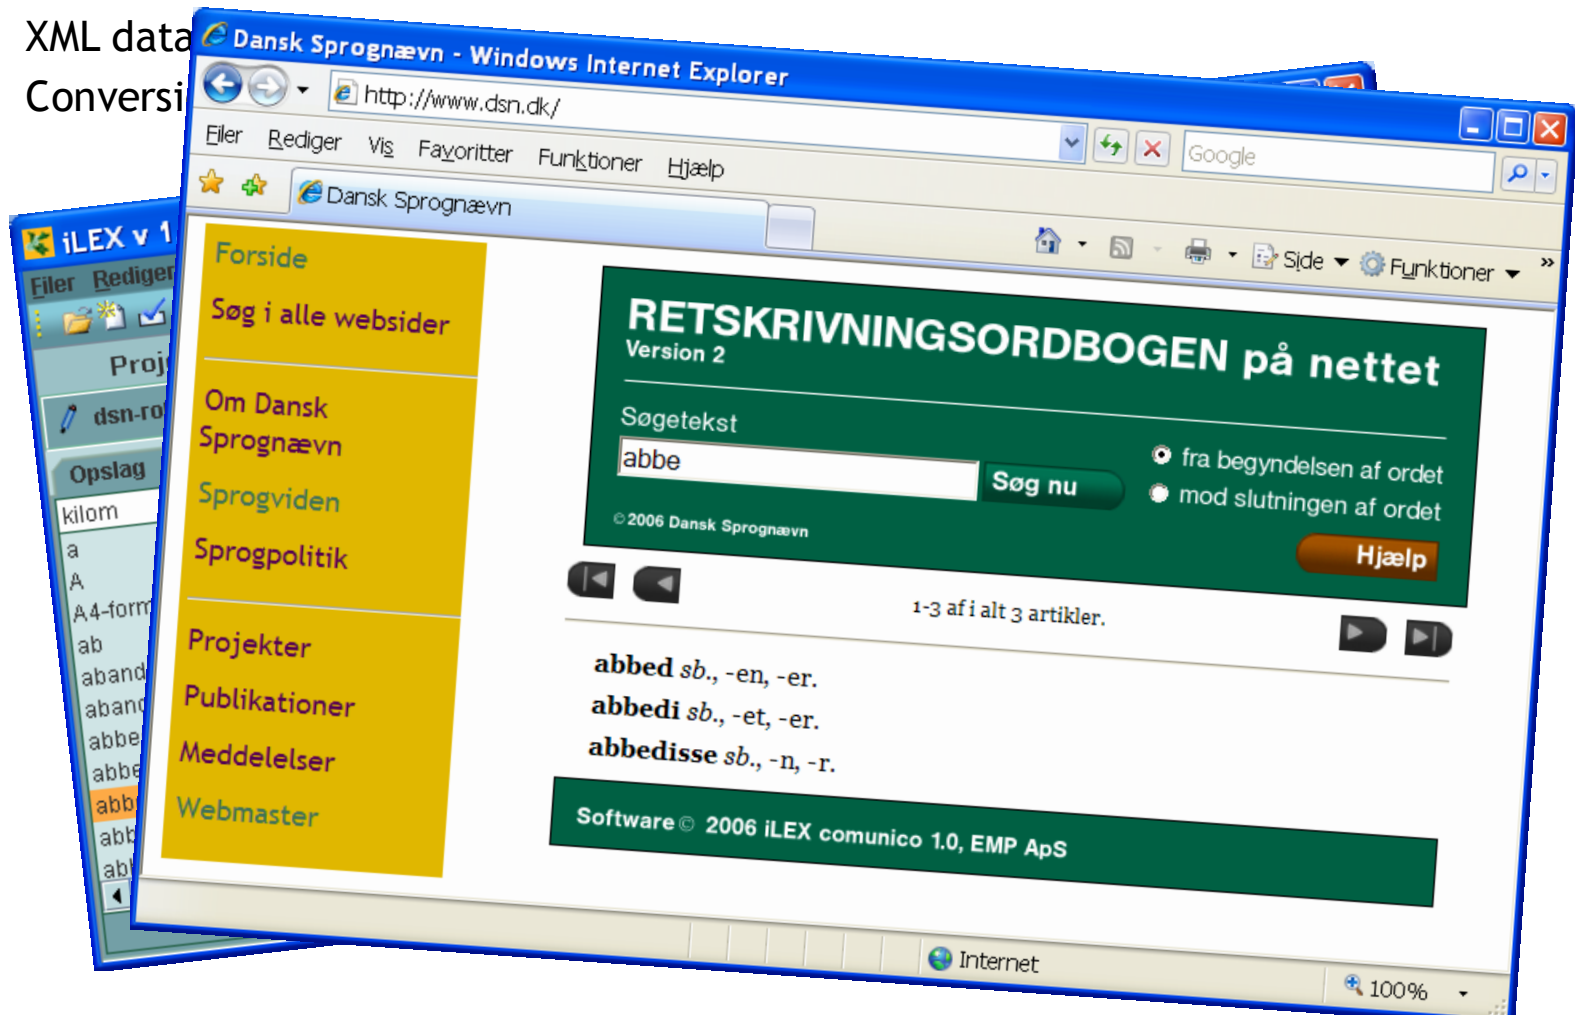 XML data
Conversi
Dansk Sprognævn - Windows Internet Explorer
http://www.dsn.dk/
Google
Filer Rediger Vis Favoritter Funktioner Hjælp
Dansk Sprognævn
Side Funktioner »
iLEX v 1
Filer Rediger
Proj
dsn-ro
Opslag
kilom
a
A
A4-form
ab
aband
aband
abbe
abbe
abb
abb
ab
Forside
Søg i alle websider
Om Dansk
Sprognævn
Sprogviden
Sprogpolitik
Projekter
Publikationer
Meddelelser
Webmaster
RETSKRIVNINGSORDBOGEN på nettet
Version 2
Søgetekst
abbe
Søg nu
fra begyndelsen af ordet
mod slutningen af ordet
© 2006 Dansk Sprognævn
Hjælp
1-3 af i alt 3 artikler.
abbed sb., -en, -er.
abbedi sb., -et, -er.
abbedisse sb., -n, -r.
Software © 2006 iLEX comunico 1.0, EMP ApS
Internet
100%